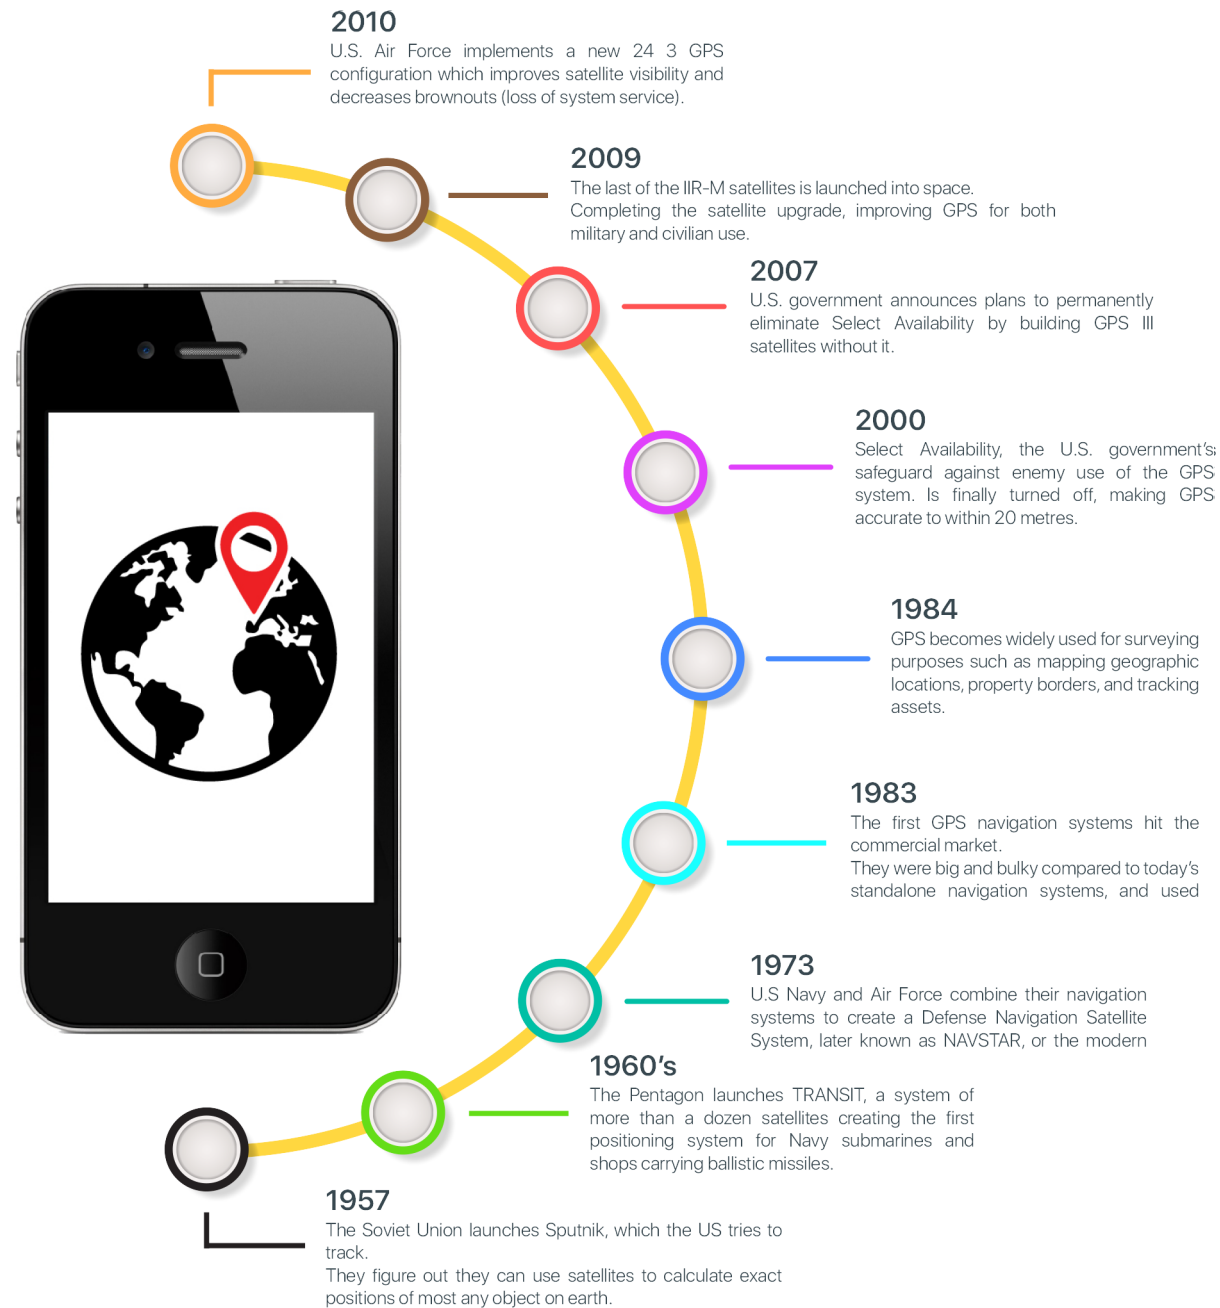 2010
U.S. Air Force implements a new 24 3 GPS
configuration which improves satellite visibility and
decreases brownouts (loss of system service).
2009
The last of the IIR-M satellites is launched into space.
Completing the satellite upgrade, improving GPS for both
military and civilian use.
2007
U.S. government announces plans to permanently
eliminate Select Availability by building GPS III
satellites without it.
2000
Select Availability, the U.S. government's
safeguard against enemy use of the GPS
system. Is finally turned off, making GPS
accurate to within 20 metres.
1984
GPS becomes widely used for surveying
purposes such as mapping geographic
locations, property borders, and tracking
assets.
1983
The first GPS navigation systems hit the
commercial market.
They were big and bulky compared to today's
standalone navigation systems, and used
1973
U.S Navy and Air Force combine their navigation
systems to create a Defense Navigation Satellite
System, later known as NAVSTAR, or the modern
1960's
The Pentagon launches TRANSIT, a system of
more than a dozen satellites creating the first
positioning system for Navy submarines and
shops carrying ballistic missiles.
1957
The Soviet Union launches Sputnik, which the US tries to
track.
They figure out they can use satellites to calculate exact
positions of most any object on earth.